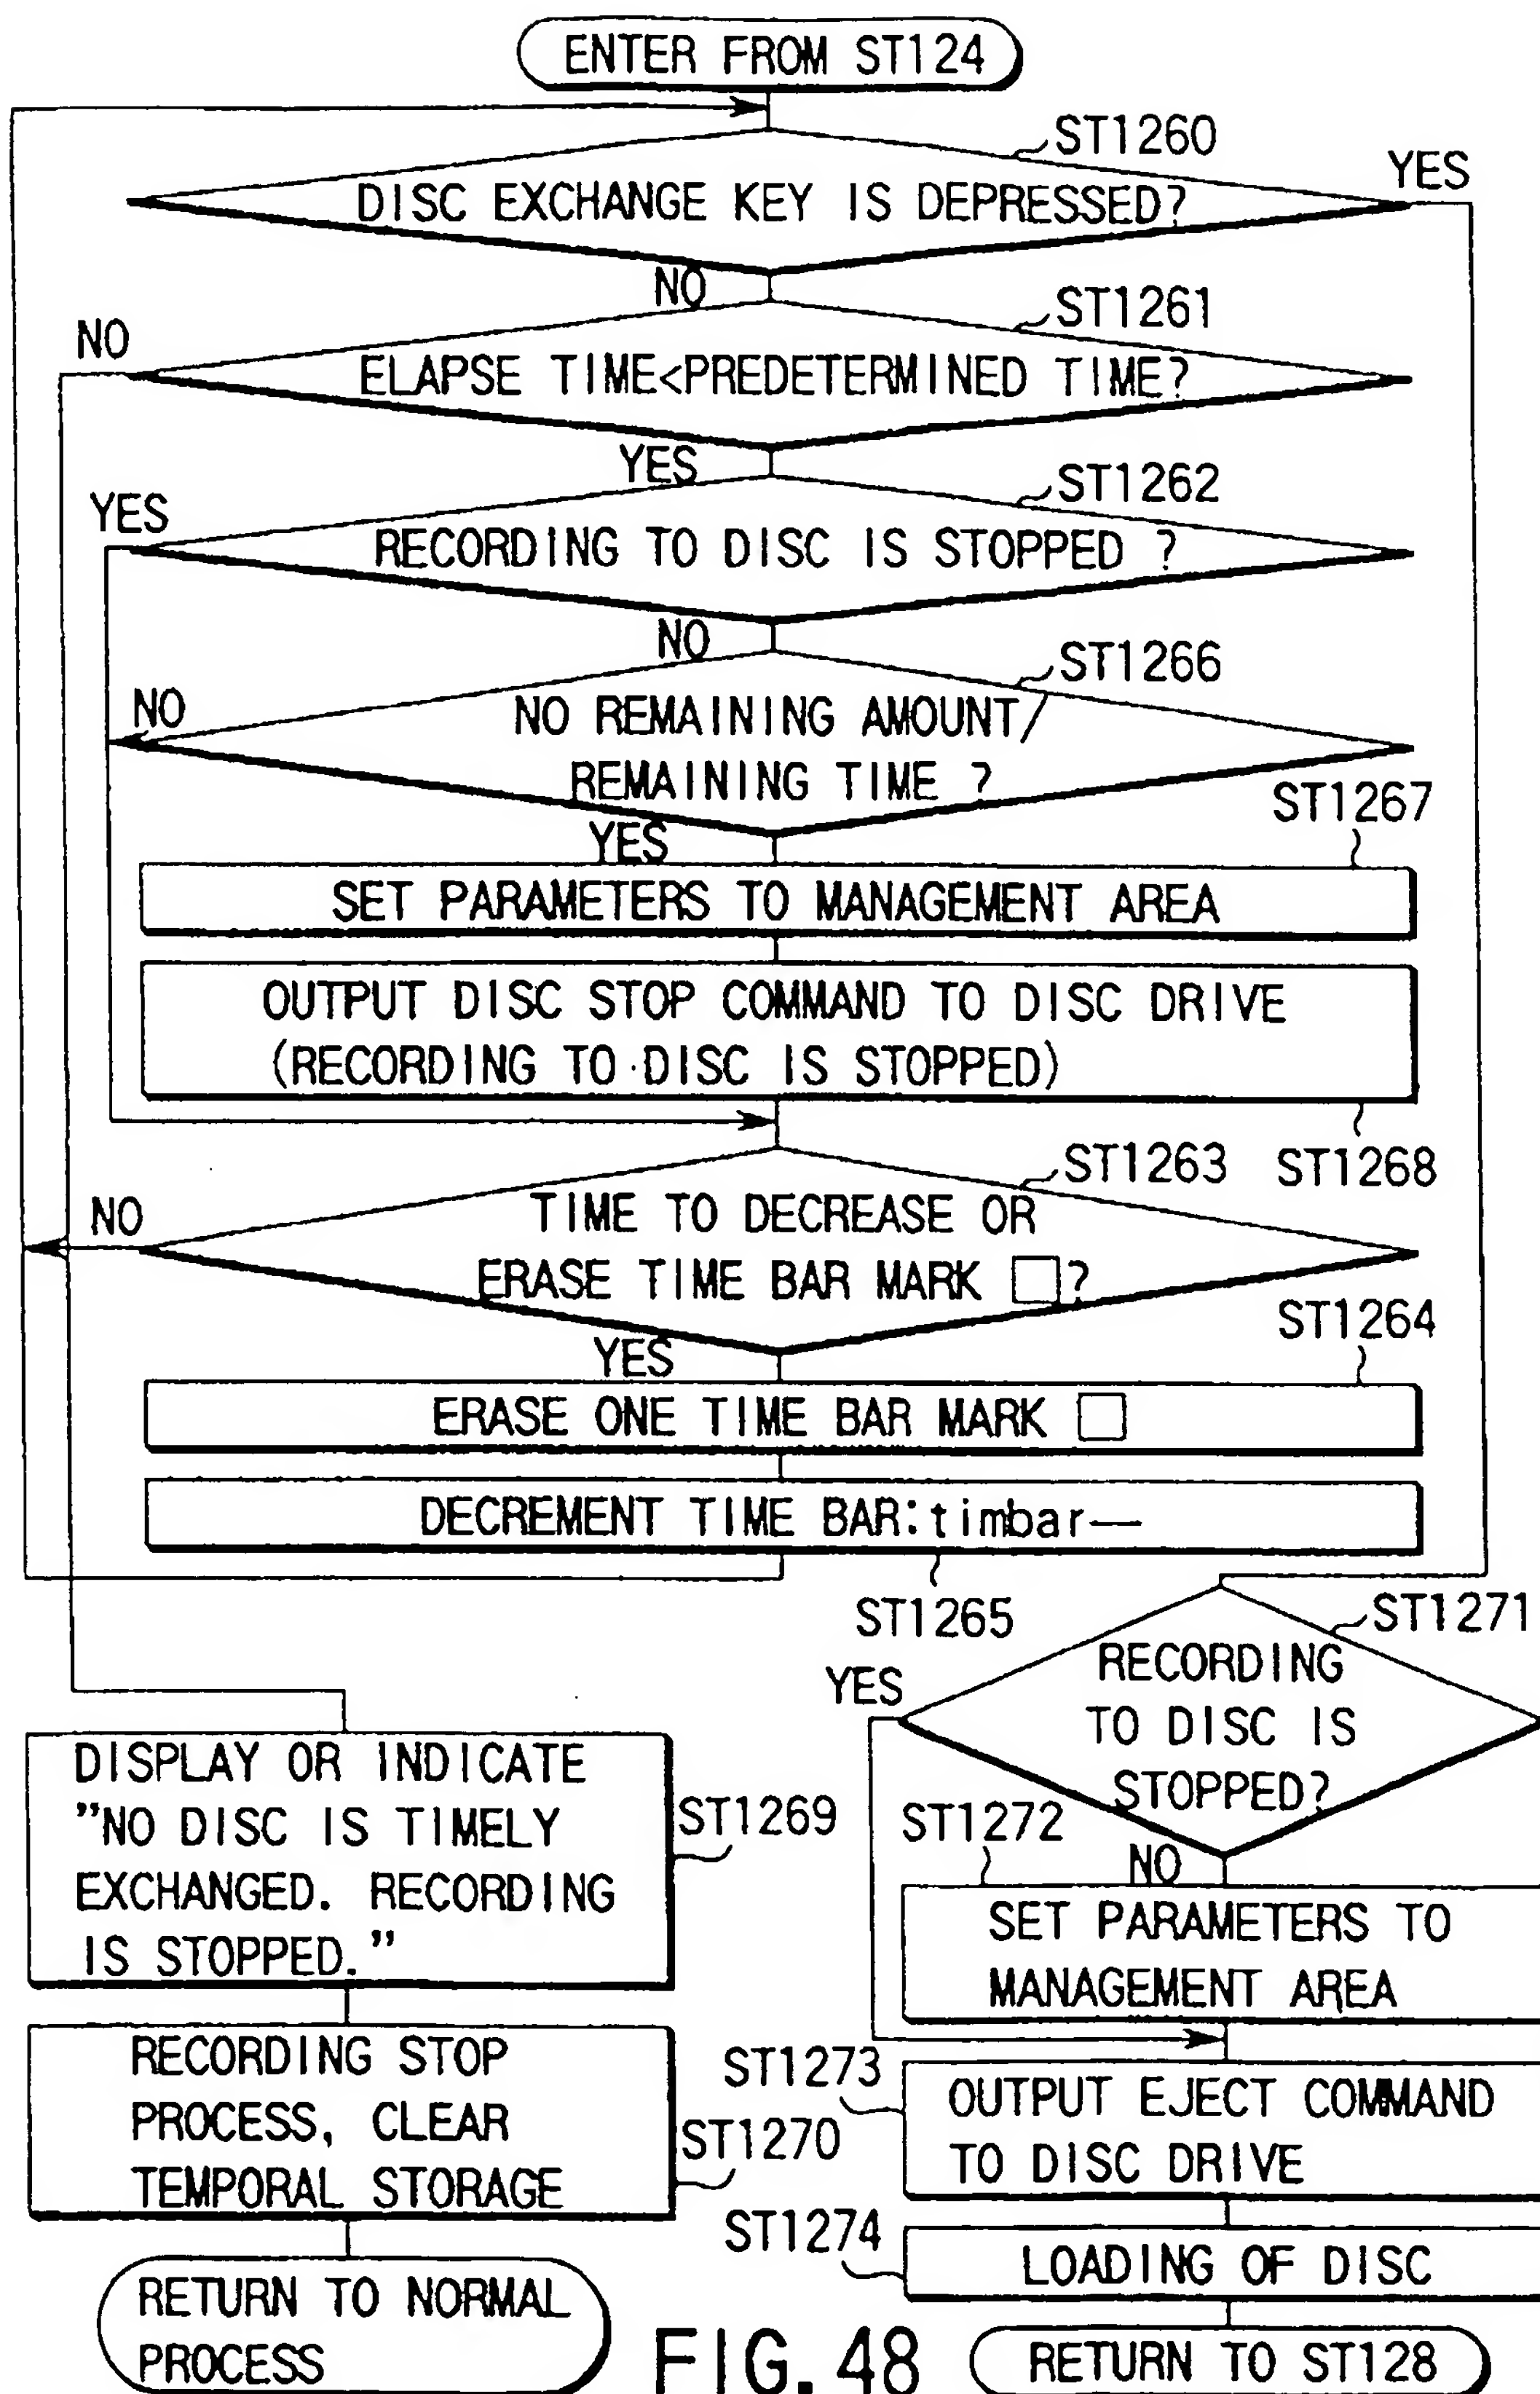 ENTER FROM ST124
ST1260
YES
DISC EXCHANGE KEY IS DEPRESSED?
NO
ST1261
NO
ELAPSE TIME<PREDETERMINED TIME?
YES
ST1262
YES
RECORDING TO DISC IS STOPPED ?
NO
ST1266
NO
NO REMAINING AMOUNT/
REMAINING TIME ?
ST1267
YES
SET PARAMETERS TO MANAGEMENT AREA
OUTPUT DISC STOP COMMAND TO DISC DRIVE
(RECORDING TO DISC IS STOPPED)
ST1263
ST1268
NO
TIME TO DECREASE OR
ERASE TIME BAR MARK □?
ST1264
YES
ERASE ONE TIME BAR MARK □
DECREMENT TIME BAR:timbar—
ST1265
ST1271
YES
RECORDING
TO DISC IS
STOPPED?
DISPLAY OR INDICATE
"NO DISC IS TIMELY
EXCHANGED. RECORDING
IS STOPPED."
ST1269
ST1272
NO
SET PARAMETERS TO
MANAGEMENT AREA
RECORDING STOP
PROCESS, CLEAR
TEMPORAL STORAGE
ST1270
ST1273
OUTPUT EJECT COMMAND
TO DISC DRIVE
ST1274
LOADING OF DISC
RETURN TO NORMAL
PROCESS
FIG. 48
RETURN TO ST128